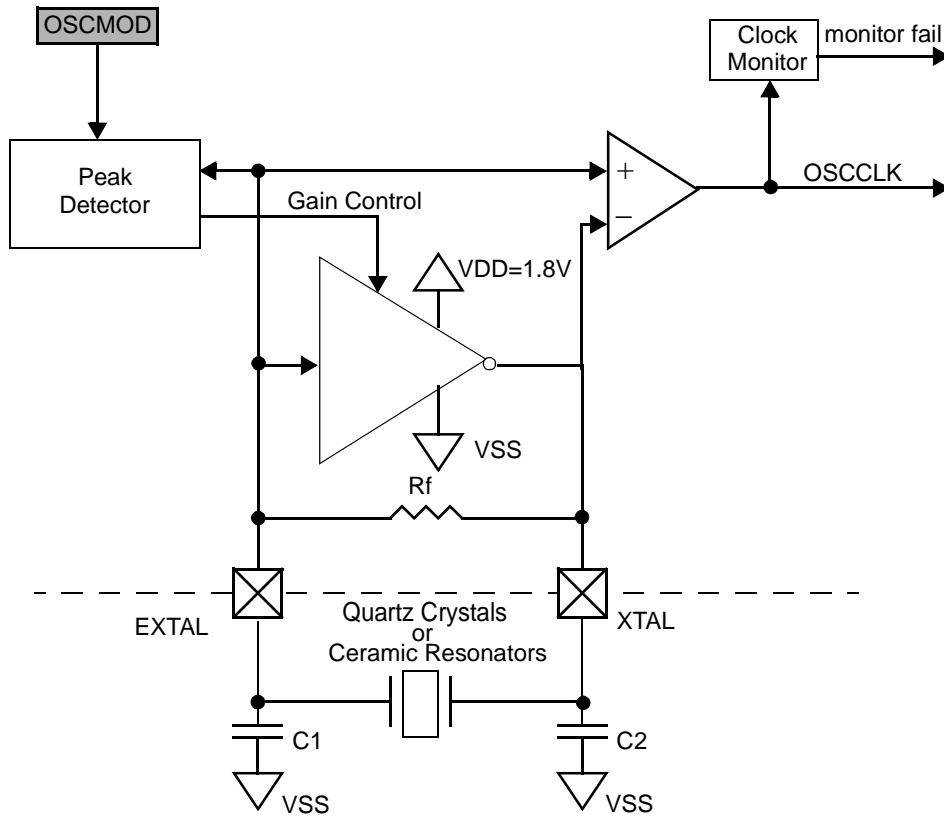 OSCMOD
Clock
Monitor
monitor fail
Peak
Detector
+
OSCCLK
Gain Control
−
VDD=1.8V
VSS
Rf
EXTAL
Quartz Crystals
or
Ceramic Resonators
XTAL
C1
C2
VSS
VSS